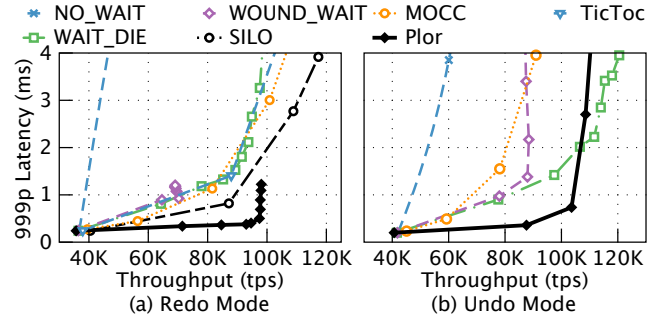 NO_WAIT WOUND_WAIT MOCC TicToc
WAIT_DIE SILO Plor
999p Latency (ms)
4
3
2
1
0
40K 60K 80K 100K 120K
40K 60K 80K 100K 120K
Throughput (tps)
Throughput (tps)
(a) Redo Mode
(b) Undo Mode